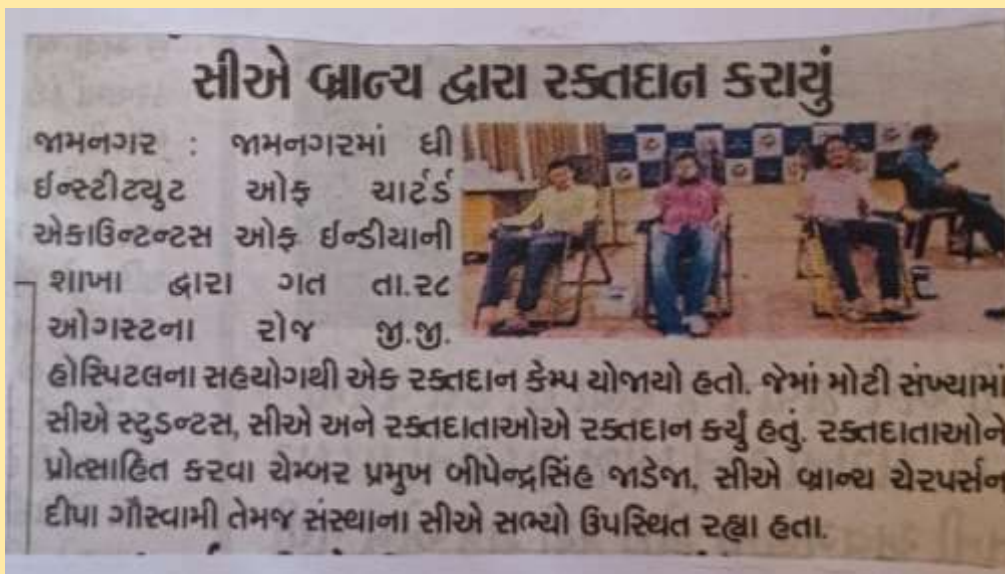 સીએ બ્રાન્ચ દ્વારા રક્તદાન કરાયું
જામનગર : જામનગરમાં ધી
ઈન્સ્ટીટ્યુટ ઓફ ચાર્ટર્ડ
એકાઉન્ટન્ટસ ઓફ ઈન્ડીયાની
શાખા દ્વારા ગત તા.૨૮
ઓગસ્ટના રોજ જી.જી.
હોસ્પિટલના સહયોગથી એક રક્તદાન કેમ્પ યોજાયો હતો. જેમાં મોટી સંખ્યામાં
સીએ સ્ટુડન્ટસ, સીએ અને રક્તદાતાઓએ રક્તદાન કર્યું હતું. રક્તદાતાઓને
પ્રોત્સાહિત કરવા ચેમ્બર પ્રમુખ બીપેન્દ્રસિંહ જાડેજા, સીએ બ્રાન્ચ ચેરપર્સન
દીપા ગૌસ્વામી તેમજ સંસ્થાના સીએ સભ્યો ઉપસ્થિત રહ્યા હતા.